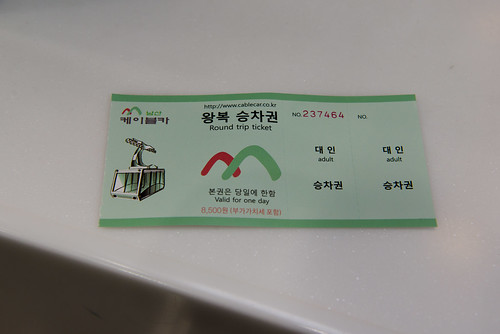 남산
케이블카
http://www.cablecar.co.kr
왕복 승차권
Round trip ticket
본권은 당일에 한함
Valid for one day
8,500원 (부가가치세 포함)
NO. 237464
대 인
adult
승차권
NO.
대 인
adult
승차권